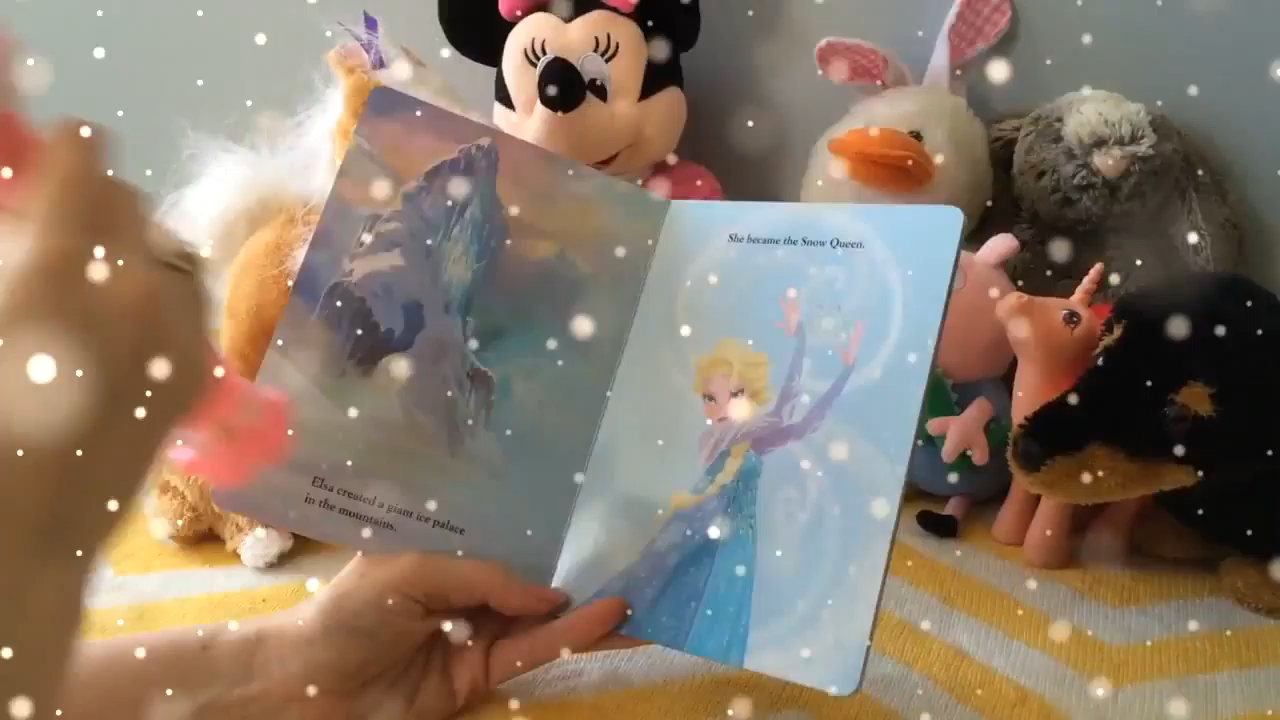 Elsa created a giant ice palace
in the mountains.
She became the Snow Queen.